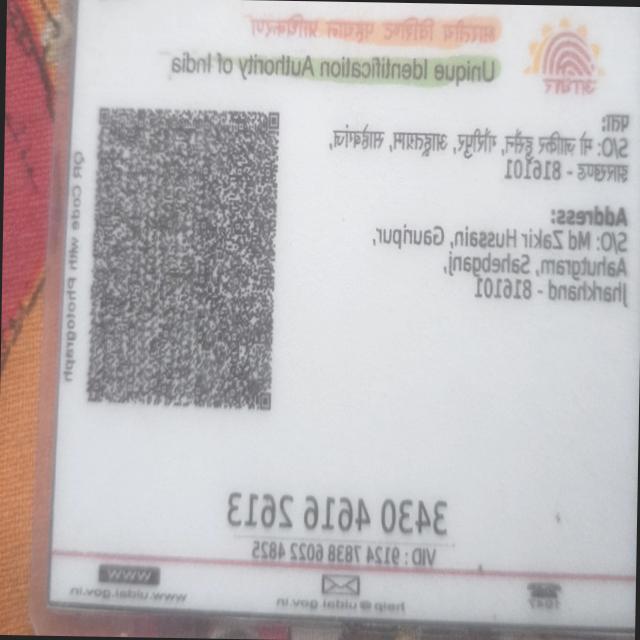 भारतीय विशिष्ट पहचान प्राधिकरण
Unique Identification Authority of India
आधार
पता:
S/O: मो जाकिर हुसैन, गौरीपुर, आहूतग्राम, साहेबगंज,
झारखण्ड - 816101
Address:
S/O: Md Zakir Hussain, Gauripur,
Aahutgram, Sahebganj,
Jharkhand - 816101
QR Code with Photograph
3430 4616 2613
VID : 9124 7838 6022 4825
1947
help@uidai.gov.in
WWW
www.uidai.gov.in